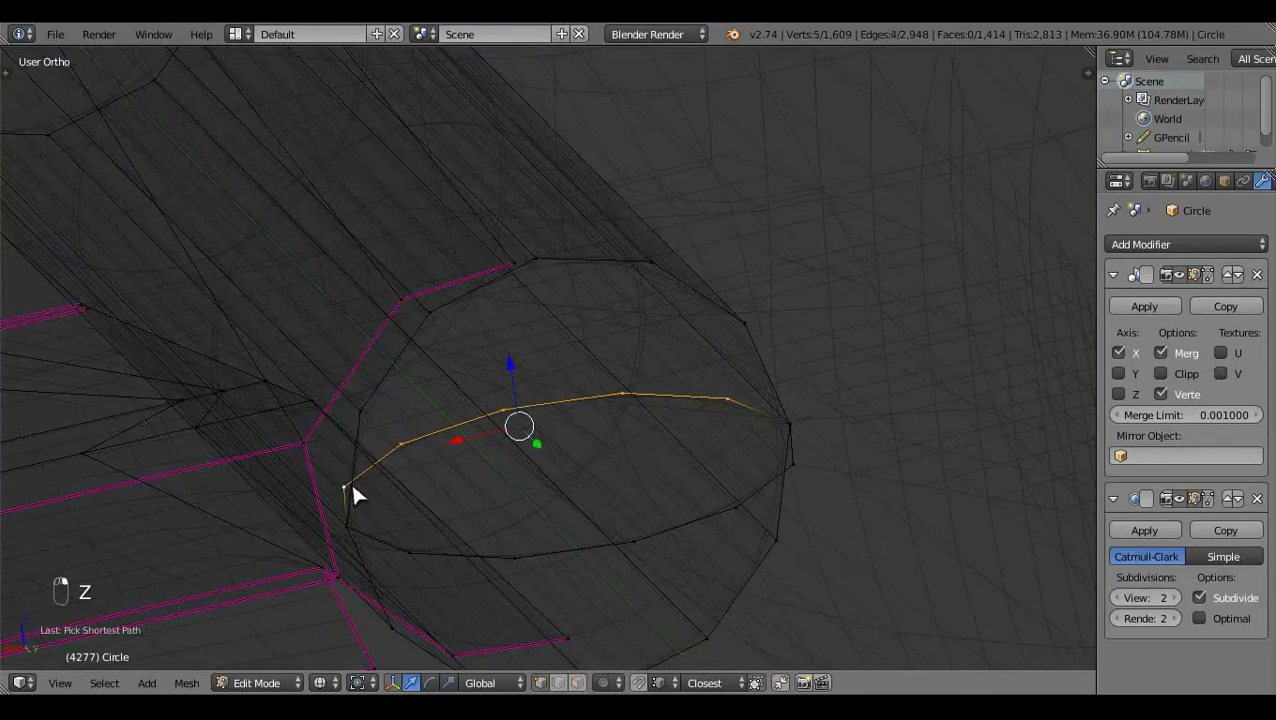 File Render Window Help Default Scene Blender Render v2.74 | Verts:5/1,609 | Edges:4/2,948 | Faces:0/1,414 | Tris:2,813 | Mem:36.90M (104.78M) | Circle
View Search All Scen
User Ortho
Scene
RenderLay
World
GPencil
Circle
Add Modifier
Apply Copy
Axis: Options: Textures:
X Merg U
Y Clipp V
Z Verte
Merge Limit: 0.001000
Mirror Object:
Apply Copy
Catmull-Clark Simple
Subdivisions: Options:
View: 2 Subdivide
Rende: 2 Optimal
Z
Last: Pick Shortest Path
(4277) Circle
View Select Add Mesh Edit Mode Global Closest